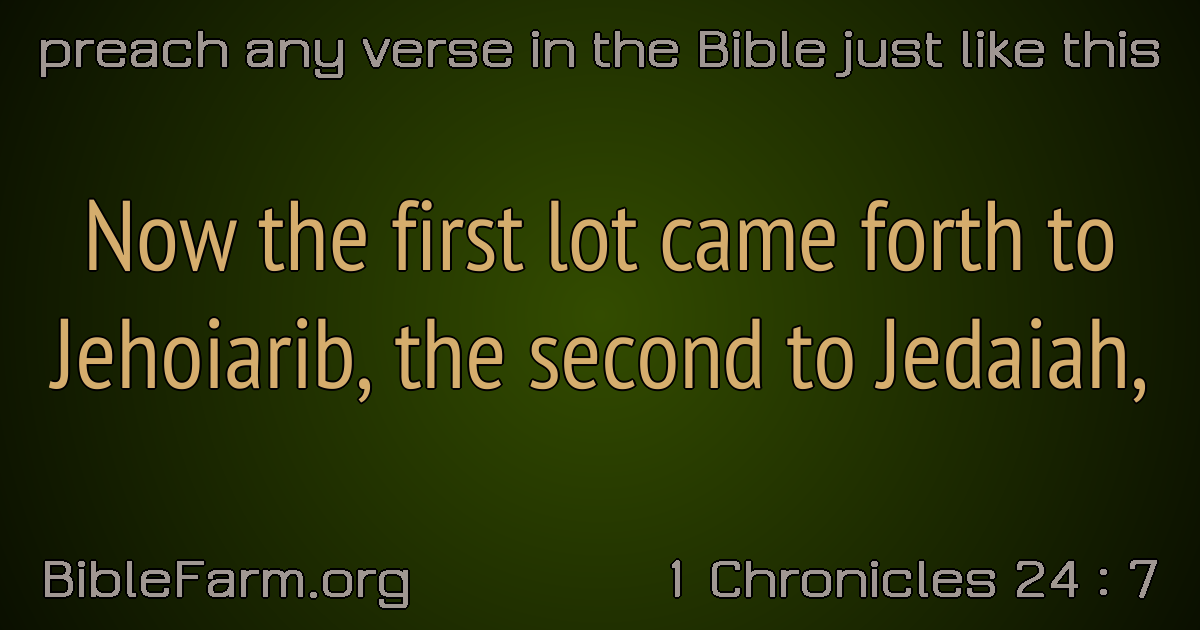 preach any verse in the Bible just like this
Now the first lot came forth to
Jehoiarib, the second to Jedaiah,
BibleFarm.org
1 Chronicles 24 : 7